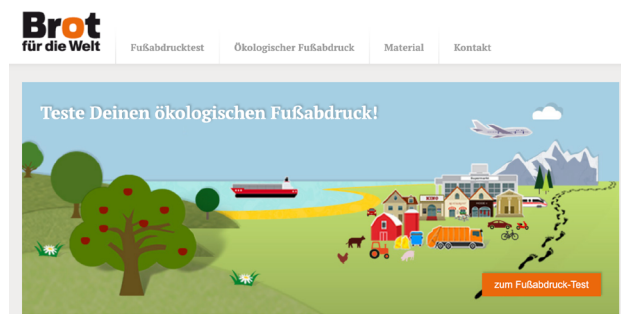 Brot
für die Welt
Fußabdrucktest
Ökologischer Fußabdruck
Material
Kontakt
Teste Deinen ökologischen Fußabdruck!
zum Fußabdruck-Test